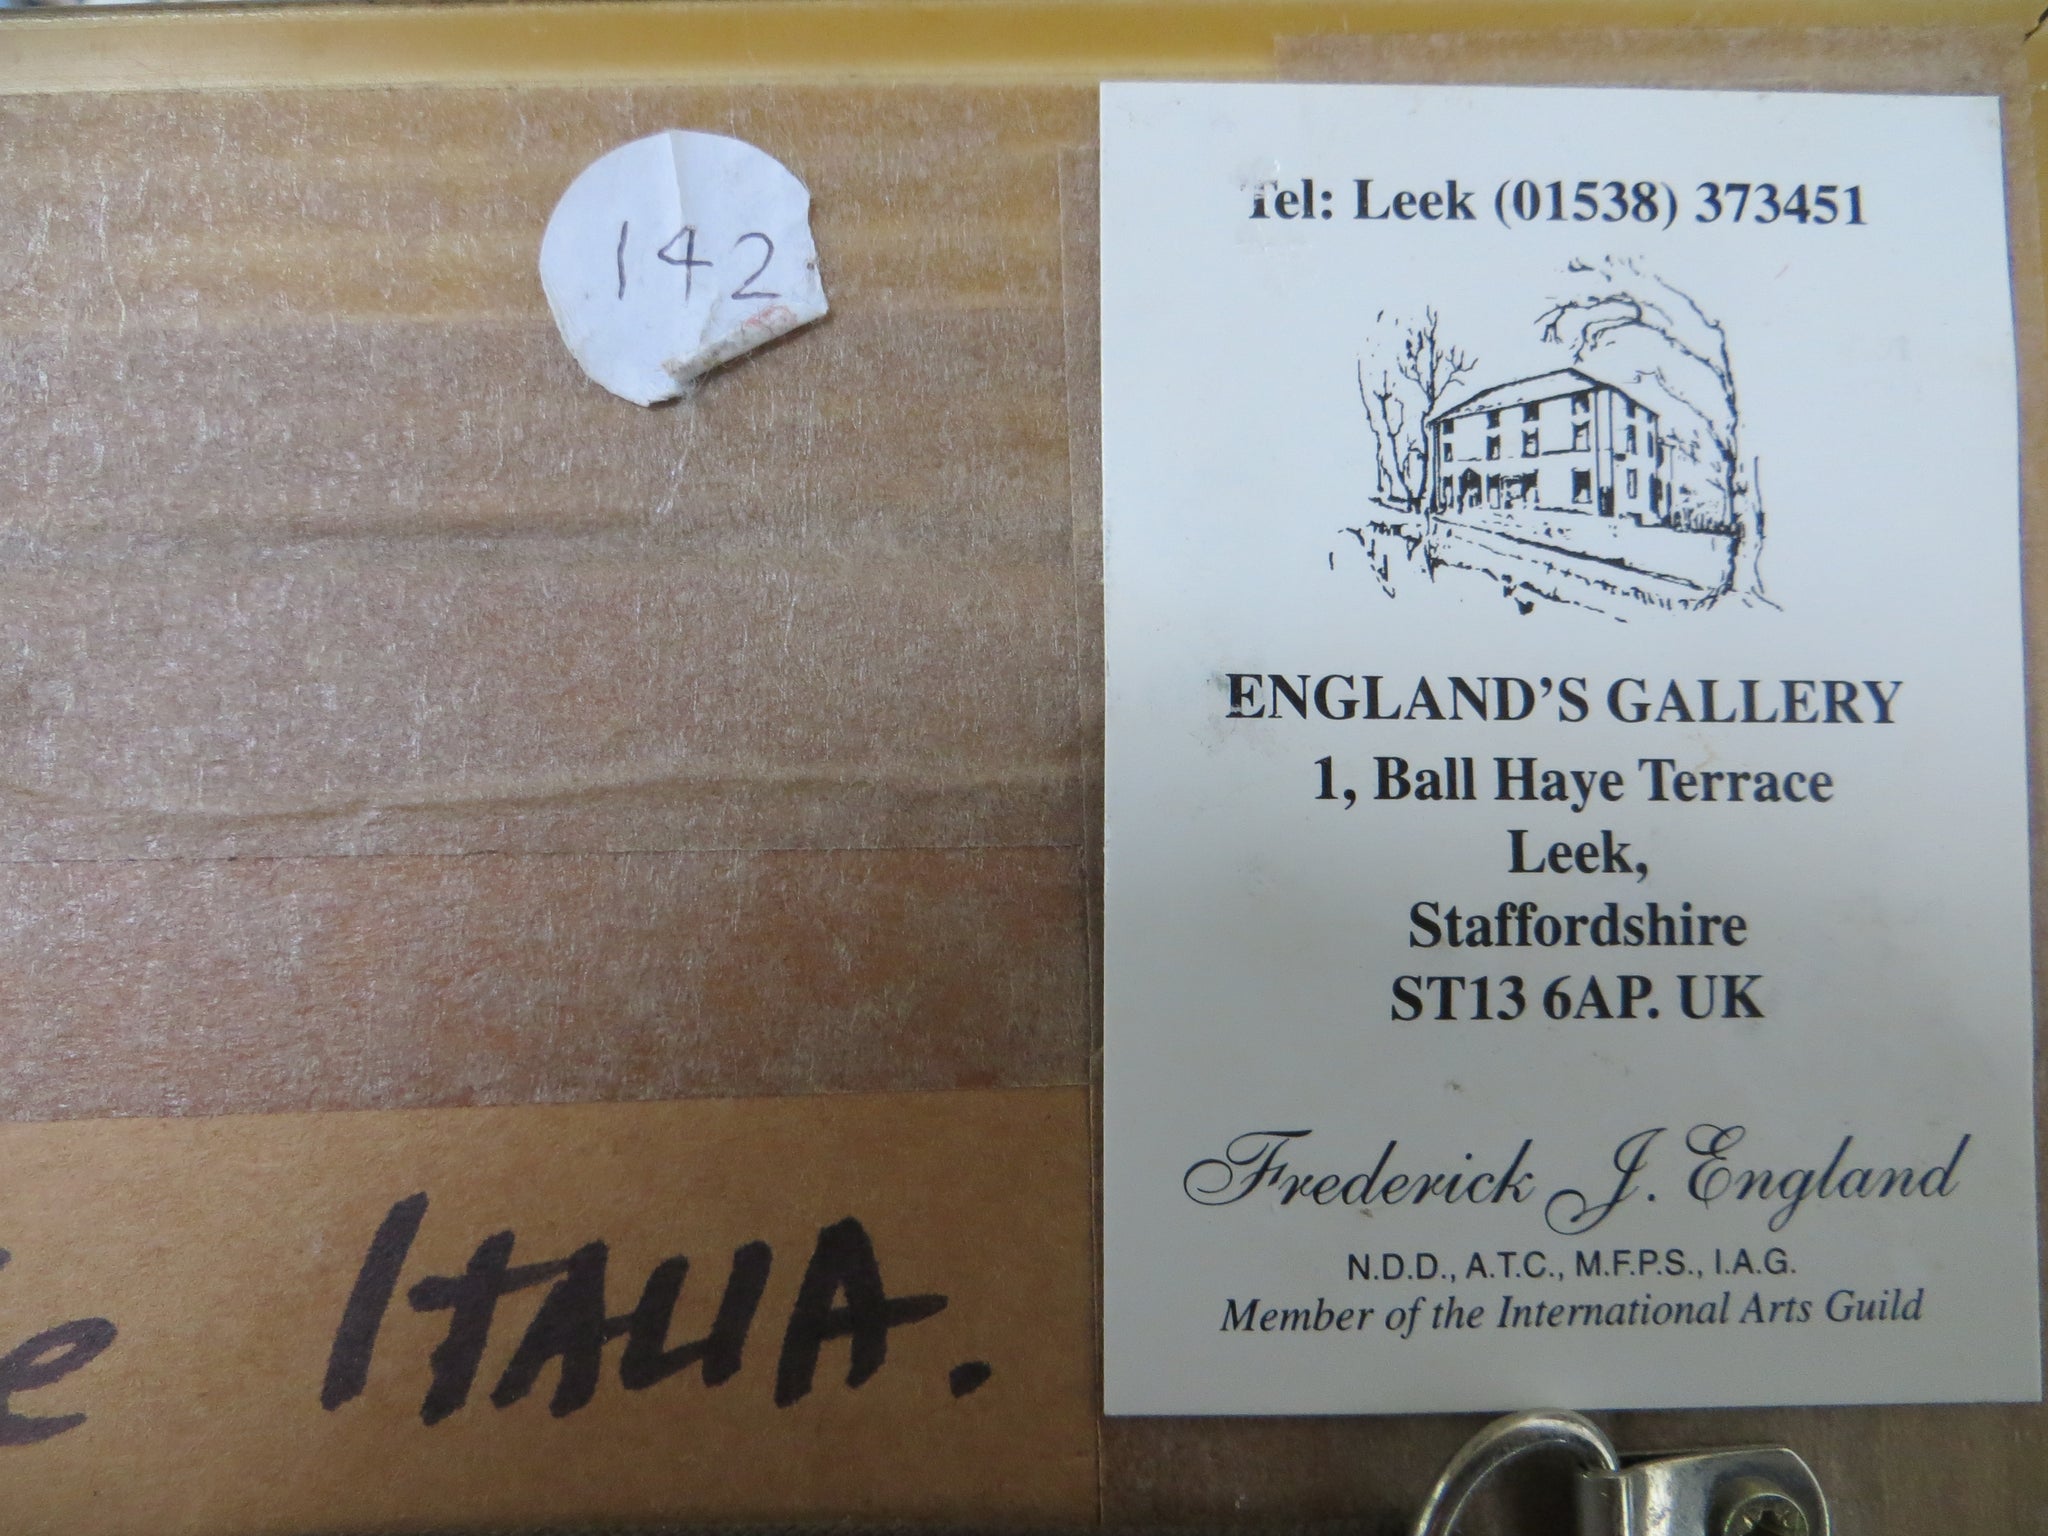 142
Tel: Leek (01538) 373451
ENGLAND'S GALLERY
1, Ball Haye Terrace
Leek,
Staffordshire
ST13 6AP. UK
Frederick J. England
N.D.D., A.T.C., M.F.P.S., I.A.G.
Member of the International Arts Guild
ITALIA.